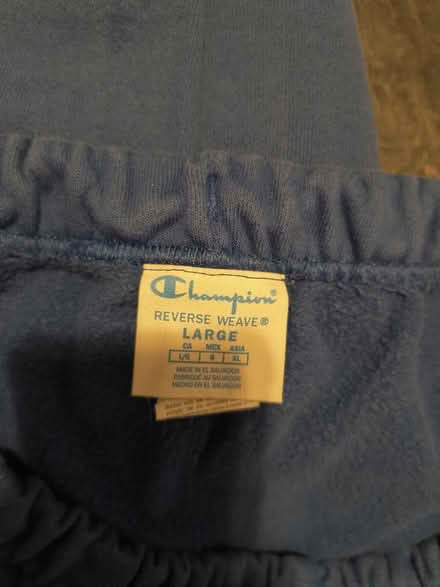 Champion®
REVERSE WEAVE®
LARGE
CA MEX ASIA
L/G G XL
MADE IN EL SALVADOR
FABRIQUÉ AU SALVADOR
HECHO EN EL SALVADOR